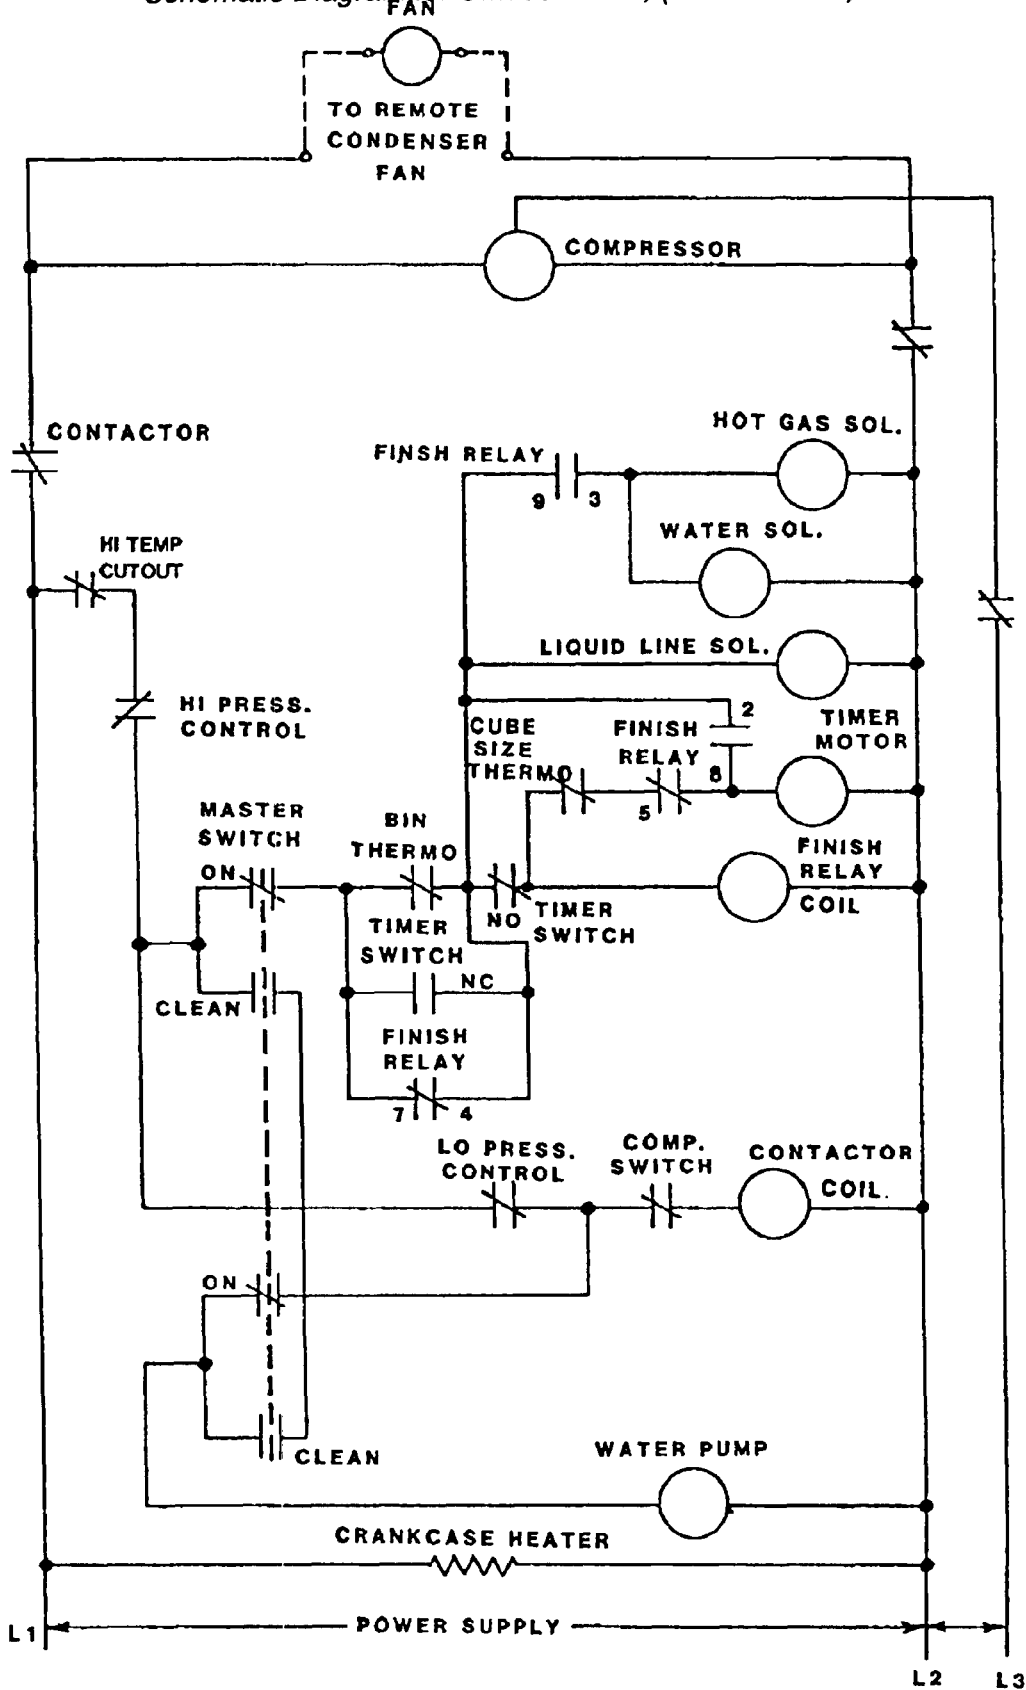 Schematic Diagram
FAN
TO REMOTE
CONDENSER
FAN
COMPRESSOR
CONTACTOR
HOT GAS SOL.
FINSH RELAY
9 3
WATER SOL.
HI TEMP
CUTOUT
LIQUID LINE SOL.
HI PRESS.
CONTROL
2
CUBE
SIZE
THERMO
FINISH
RELAY
TIMER
MOTOR
8
5
MASTER
SWITCH
ON
BIN
THERMO
FINISH
RELAY
COIL
NO
TIMER
SWITCH
TIMER
SWITCH
NC
CLEAN
FINISH
RELAY
7 4
LO PRESS.
CONTROL
COMP.
SWITCH
CONTACTOR
COIL.
ON
CLEAN
WATER PUMP
CRANKCASE HEATER
POWER SUPPLY
L1
L2
L3